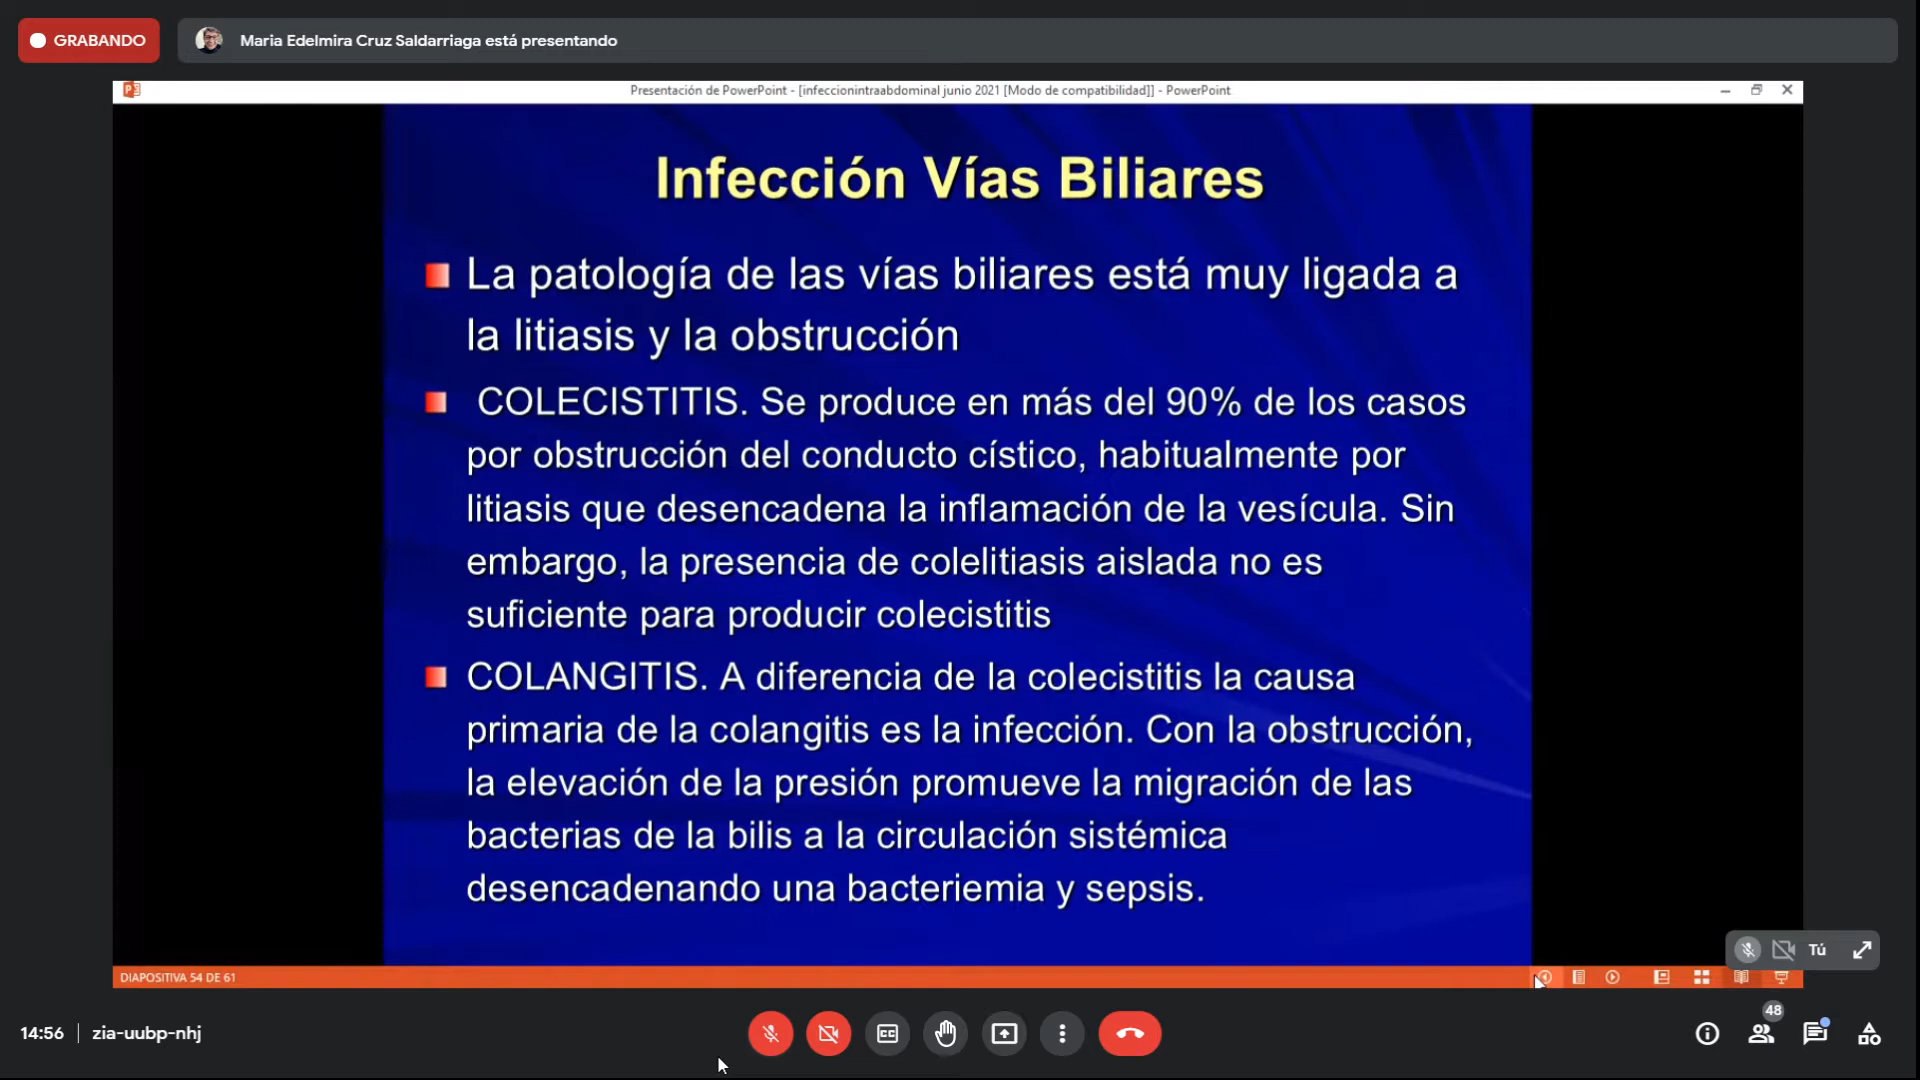 GRABANDO
Maria Edelmira Cruz Saldarriaga está presentando
Presentación de PowerPoint - [infeccionintraabdominal junio 2021 [Modo de compatibilidad]] - PowerPoint
Infección Vías Biliares
La patología de las vías biliares está muy ligada a
la litiasis y la obstrucción
COLECISTITIS. Se produce en más del 90% de los casos
por obstrucción del conducto cístico, habitualmente por
litiasis que desencadena la inflamación de la vesícula. Sin
embargo, la presencia de colelitiasis aislada no es
suficiente para producir colecistitis
COLANGITIS. A diferencia de la colecistitis la causa
primaria de la colangitis es la infección. Con la obstrucción,
la elevación de la presión promueve la migración de las
bacterias de la bilis a la circulación sistémica
desencadenando una bacteriemia y sepsis.
Tú
DIAPOSITIVA 54 DE 61
48
14:56 zia-uubp-nhj
CC